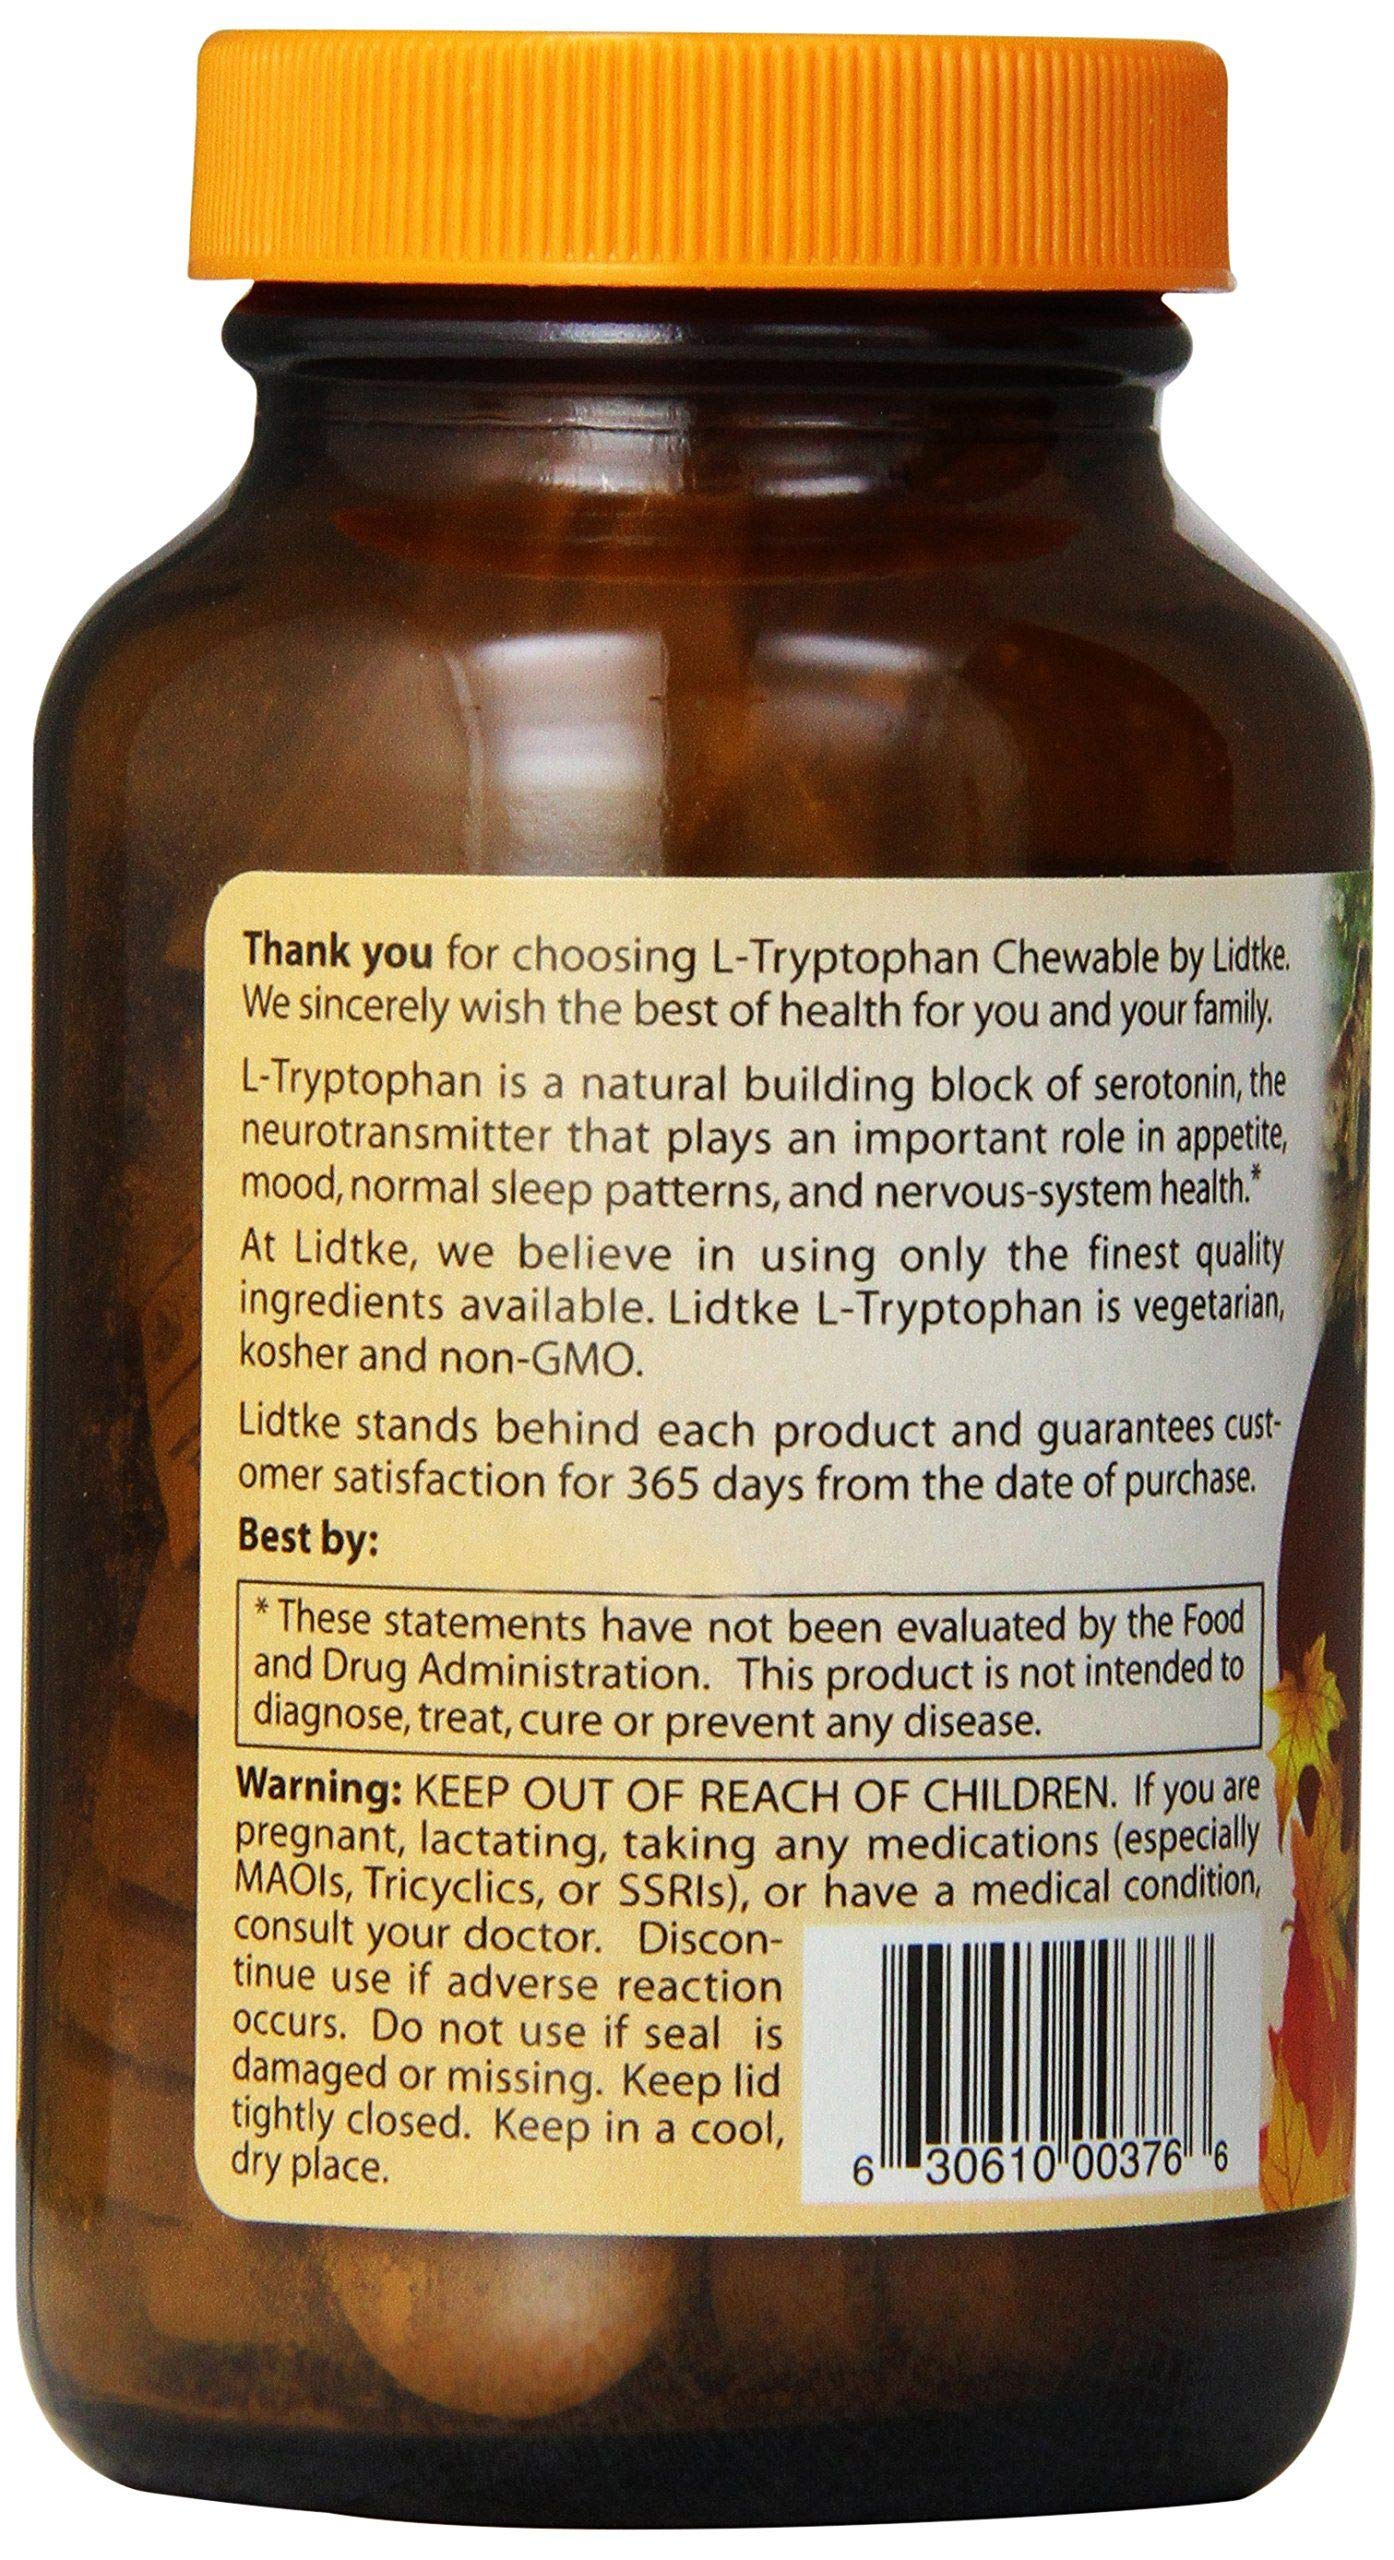 Thank you for choosing L-Tryptophan Chewable by Lidtke.
We sincerely wish the best of health for you and your family.
L-Tryptophan is a natural building block of serotonin, the
neurotransmitter that plays an important role in appetite,
mood, normal sleep patterns, and nervous-system health.*
At Lidtke, we believe in using only the finest quality
ingredients available. Lidtke L-Tryptophan is vegetarian,
kosher and non-GMO.
Lidtke stands behind each product and guarantees cust-
omer satisfaction for 365 days from the date of purchase.
Best by:
* These statements have not been evaluated by the Food
and Drug Administration. This product is not intended to
diagnose, treat, cure or prevent any disease.
Warning: KEEP OUT OF REACH OF CHILDREN. If you are
pregnant, lactating, taking any medications (especially
MAOIs, Tricyclics, or SSRIs), or have a medical condition,
consult your doctor. Discon-
tinue use if adverse reaction
occurs. Do not use if seal is
damaged or missing. Keep lid
tightly closed. Keep in a cool,
dry place.
6 30610 00376 6